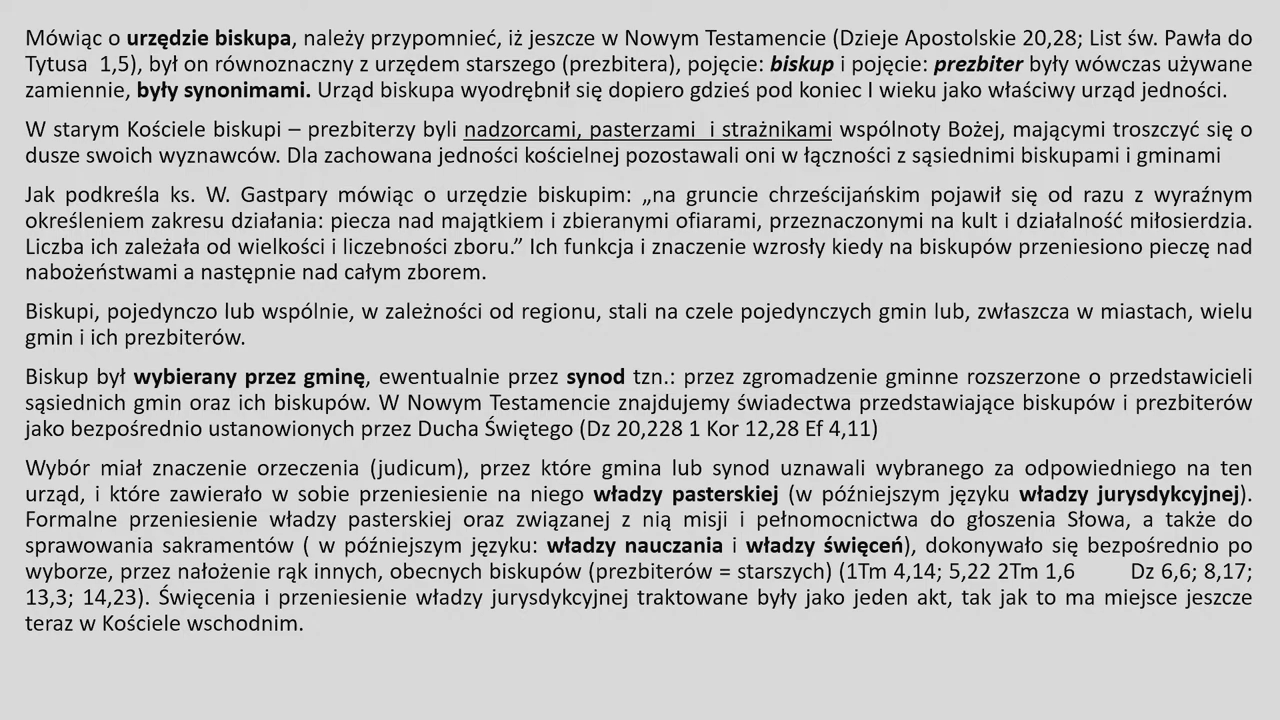 Mówiąc o urzędzie biskupa, należy przypomnieć, iż jeszcze w Nowym Testamencie (Dzieje Apostolskie 20,28; List św. Pawła do
Tytusa  1,5), był on równoznaczny z urzędem starszego (prezbitera), pojęcie: biskup i pojęcie: prezbiter były wówczas używane
zamiennie, były synonimami. Urząd biskupa wyodrębnił się dopiero gdzieś pod koniec I wieku jako właściwy urząd jedności.
W starym Kościele biskupi – prezbiterzy byli nadzorcami, pasterzami  i strażnikami wspólnoty Bożej, mającymi troszczyć się o
dusze swoich wyznawców. Dla zachowana jedności kościelnej pozostawali oni w łączności z sąsiednimi biskupami i gminami
Jak podkreśla ks. W. Gastpary mówiąc o urzędzie biskupim: „na gruncie chrześcijańskim pojawił się od razu z wyraźnym
określeniem zakresu działania: piecza nad majątkiem i zbieranymi ofiarami, przeznaczonymi na kult i działalność miłosierdzia.
Liczba ich zależała od wielkości i liczebności zboru.” Ich funkcja i znaczenie wzrosły kiedy na biskupów przeniesiono pieczę nad
nabożeństwami a następnie nad całym zborem.
Biskupi, pojedynczo lub wspólnie, w zależności od regionu, stali na czele pojedynczych gmin lub, zwłaszcza w miastach, wielu
gmin i ich prezbiterów.
Biskup był wybierany przez gminę, ewentualnie przez synod tzn.: przez zgromadzenie gminne rozszerzone o przedstawicieli
sąsiednich gmin oraz ich biskupów. W Nowym Testamencie znajdujemy świadectwa przedstawiające biskupów i prezbiterów
jako bezpośrednio ustanowionych przez Ducha Świętego (Dz 20,228 1 Kor 12,28 Ef 4,11)
Wybór miał znaczenie orzeczenia (judicum), przez które gmina lub synod uznawali wybranego za odpowiedniego na ten
urząd, i które zawierało w sobie przeniesienie na niego władzy pasterskiej (w późniejszym języku władzy jurysdykcyjnej).
Formalne przeniesienie władzy pasterskiej oraz związanej z nią misji i pełnomocnictwa do głoszenia Słowa, a także do
sprawowania sakramentów ( w późniejszym języku: władzy nauczania i władzy święceń), dokonywało się bezpośrednio po
wyborze, przez nałożenie rąk innych, obecnych biskupów (prezbiterów = starszych) (1Tm 4,14; 5,22 2Tm 1,6 Dz 6,6; 8,17;
13,3; 14,23). Święcenia i przeniesienie władzy jurysdykcyjnej traktowane były jako jeden akt, tak jak to ma miejsce jeszcze
teraz w Kościele wschodnim.